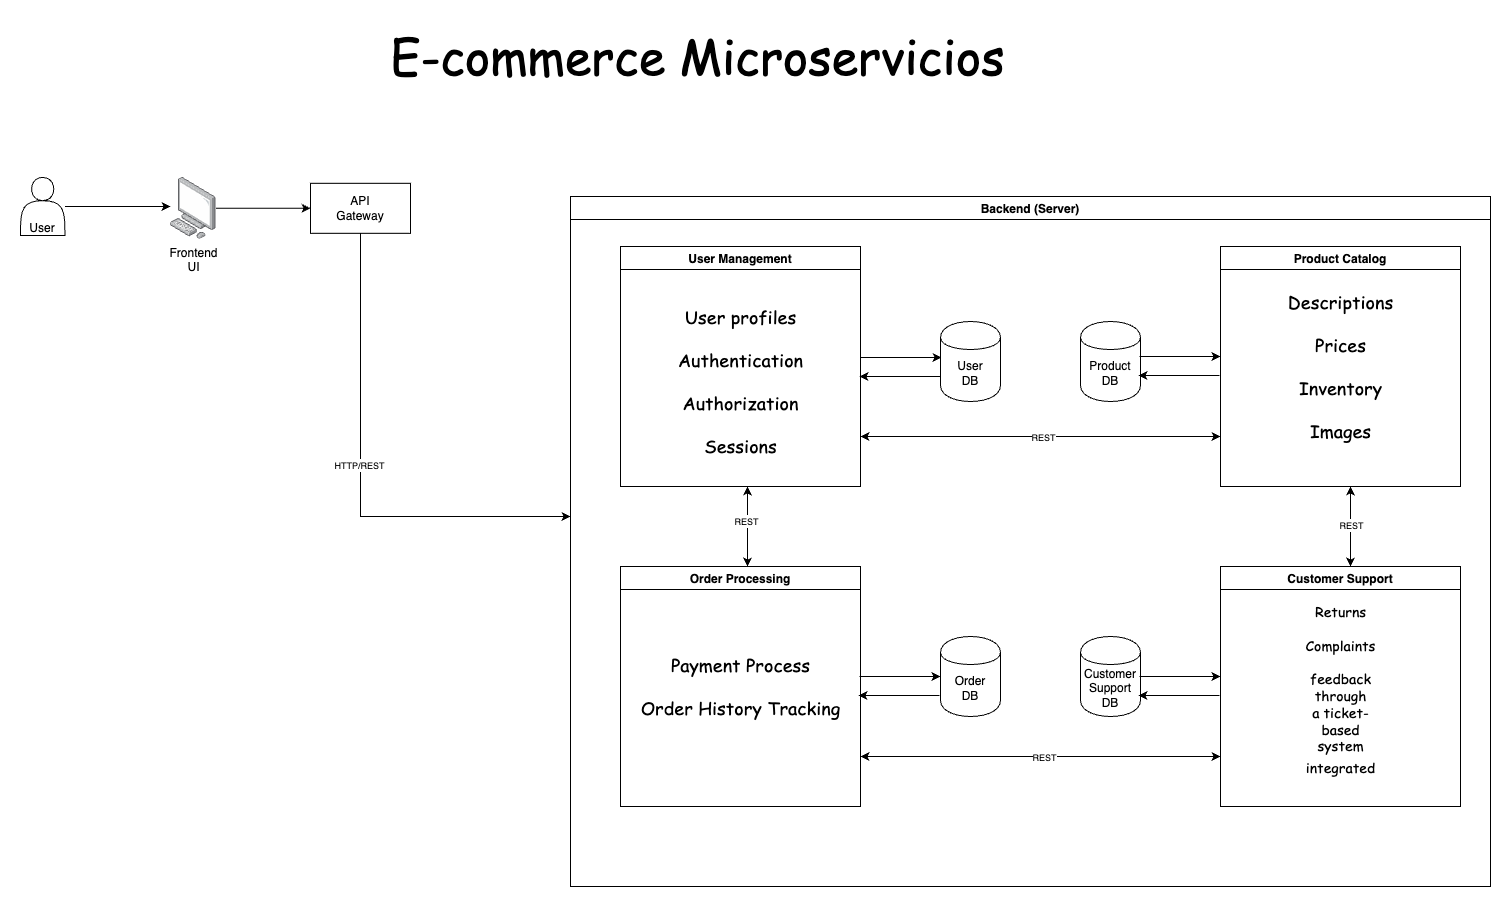 E-commerce Microservicios
User
Frontend
UI
API
Gateway
HTTP/REST
Backend (Server)
User Management
User profiles
Authentication
Authorization
Sessions
User
DB
Product
DB
Product Catalog
Descriptions
Prices
Inventory
Images
REST
REST
REST
Order Processing
Payment Process
Order History Tracking
Order
DB
Customer
Support
DB
Customer Support
Returns
Complaints
feedback
through
a ticket-
based
system
integrated
REST